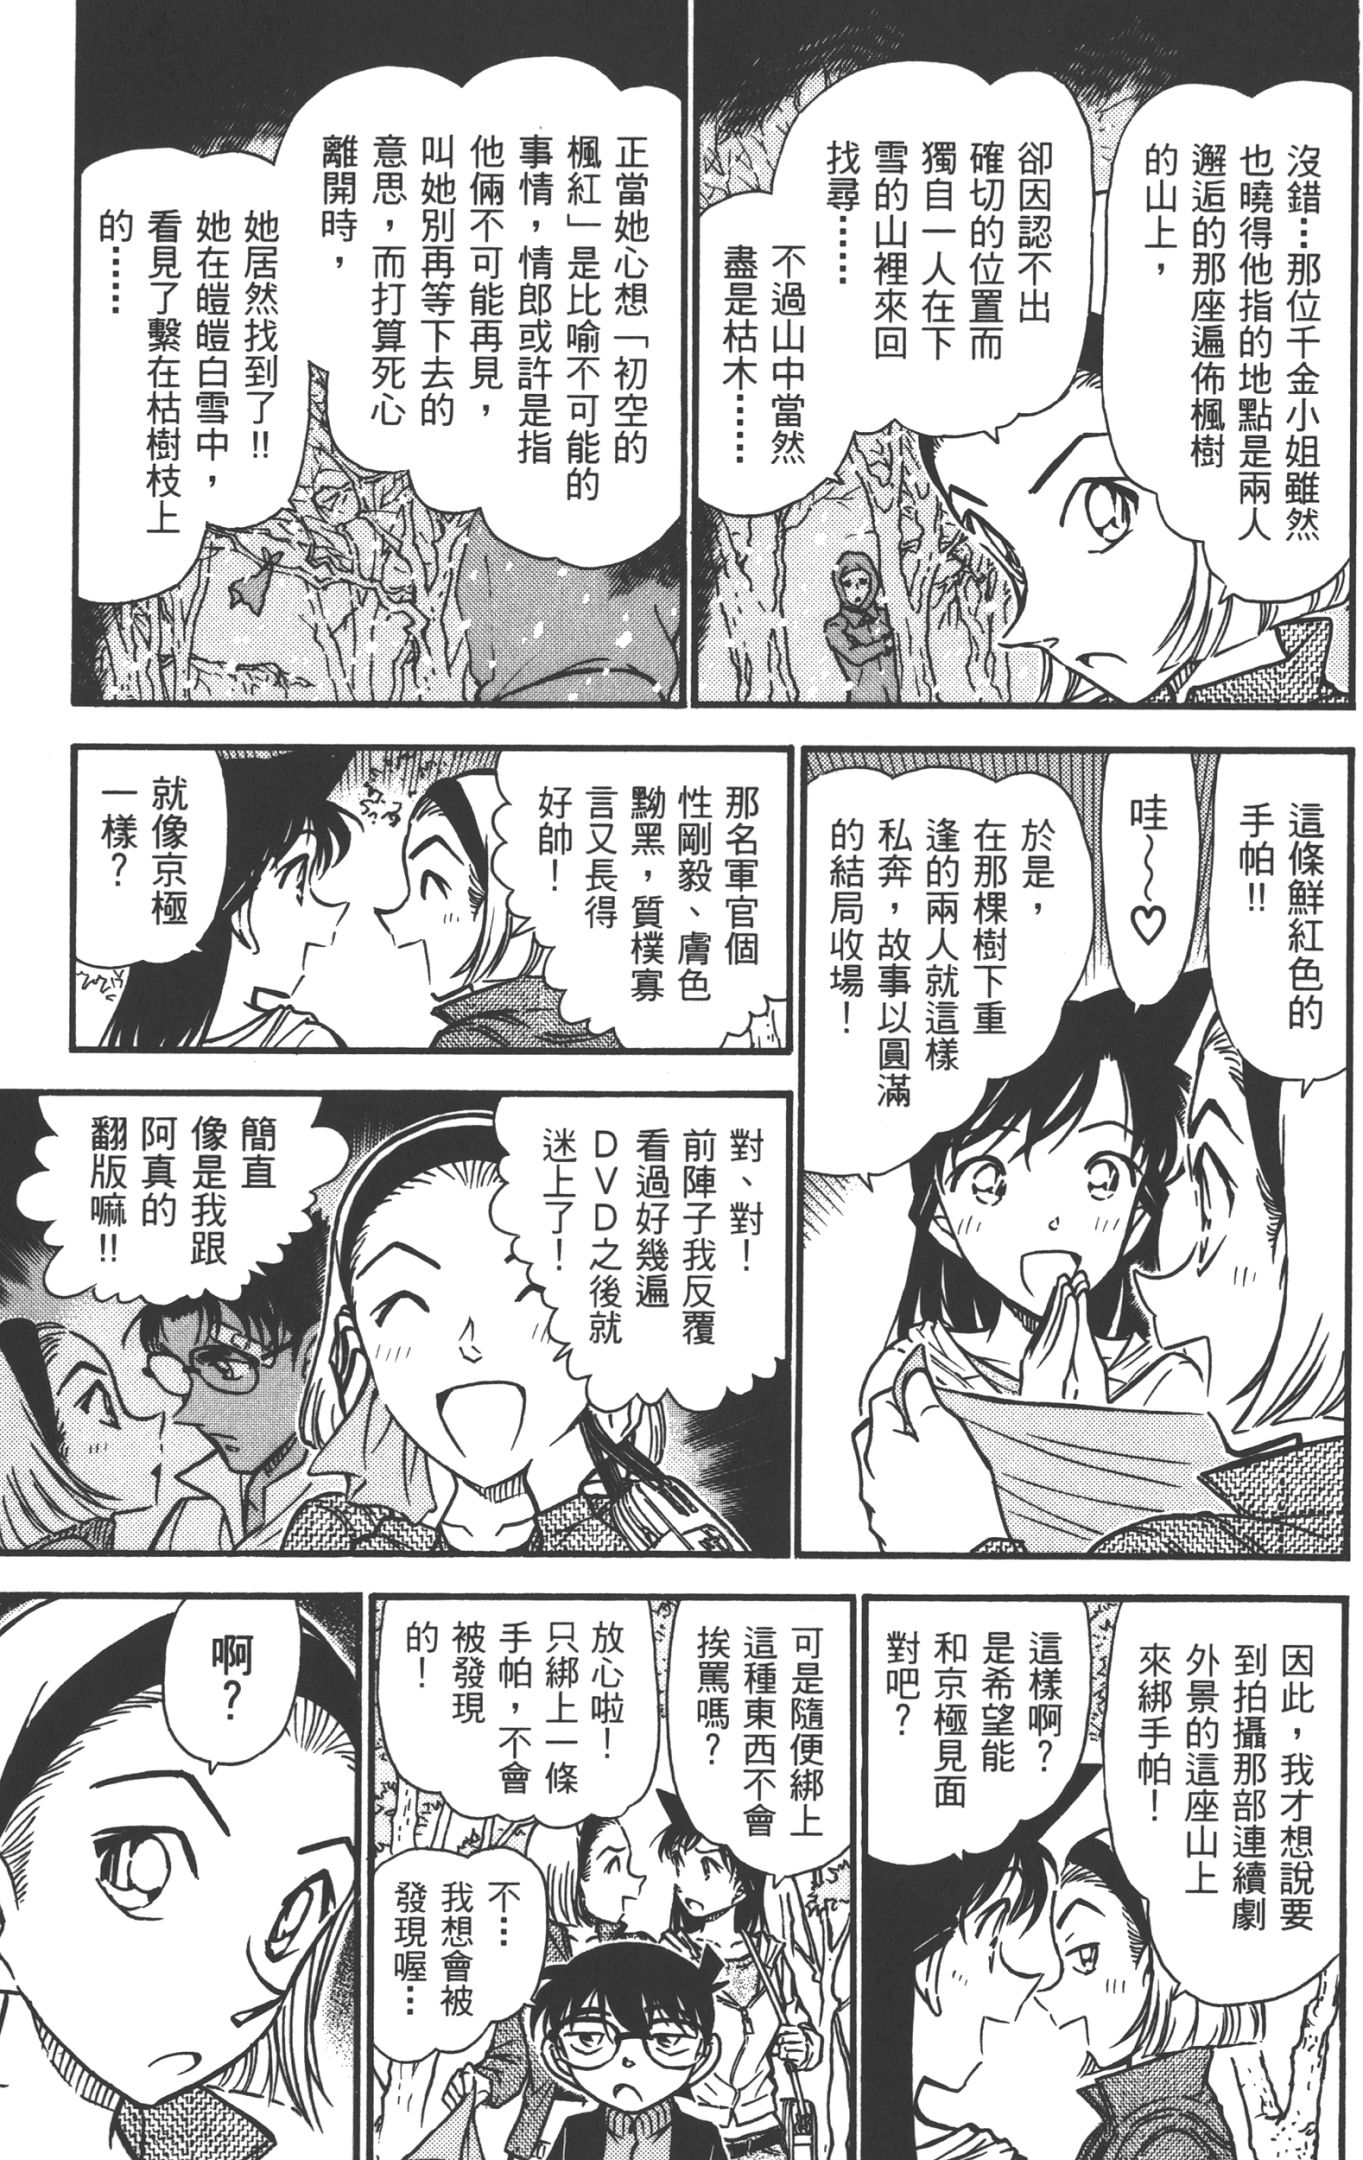 沒錯…那位千金小姐雖然
也曉得他指的地點是兩人
邂逅的那座遍佈楓樹
的山上，
卻因認不出
確切的位置而
獨自一人在下
雪的山裡來回
找尋……
不過山中當然
盡是枯木……
正當她心想「初空的
楓紅」是比喻不可能的
事情，情郎或許是指
他倆不可能再見，
叫她別再等下去的
意思，而打算死心
離開時，
她居然找到了!!
她在皚皚白雪中，
看見了繫在枯樹枝上
的……
這條鮮紅色的
手帕!!
哇～～♡
於是，
在那棵樹下重
逢的兩人就這樣
私奔，故事以圓滿
的結局收場！
那名軍官個
性剛毅、膚色
黝黑，質樸寡
言又長得
好帥！
就像京極
一樣？
對、對！
前陣子我反覆
看過好幾遍
DVD之後就
迷上了！
簡直
像是我跟
阿真的
翻版嘛!!
因此，我才想說要
到拍攝那部連續劇
外景的這座山上
來綁手帕！
這樣啊？
是希望能
和京極見面
對吧？
可是隨便綁上
這種東西不會
挨罵嗎？
放心啦！
只綁上一條
手帕，不會
被發現
的！
不…
我想會被
發現喔…
啊？